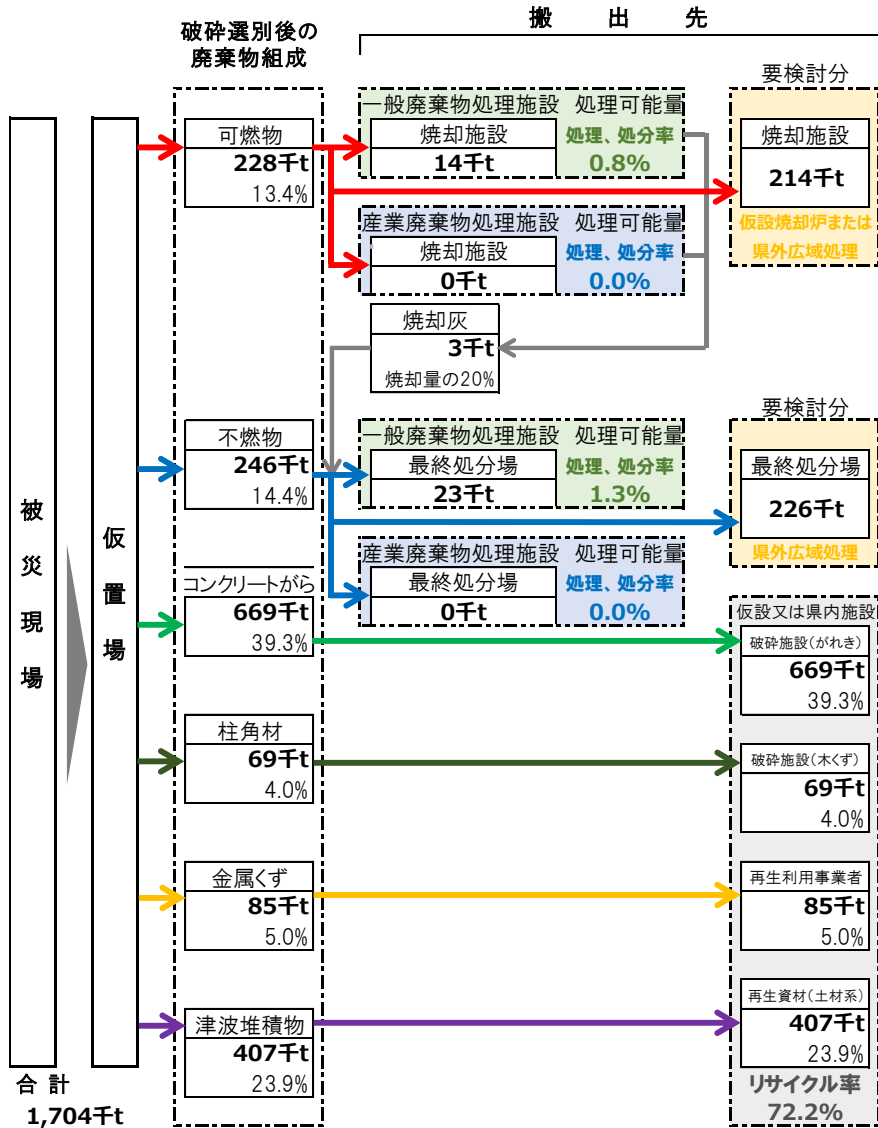 搬出先
破砕選別後の
廃棄物組成
要検討分
一般廃棄物処理施設 処理可能量
可燃物
228千t
13.4%
焼却施設
14千t
処理、処分率
0.8%
焼却施設
214千t
仮設焼却炉または
県外広域処理
産業廃棄物処理施設 処理可能量
焼却施設
0千t
処理、処分率
0.0%
焼却灰
3千t
焼却量の20%
要検討分
不燃物
246千t
14.4%
一般廃棄物処理施設 処理可能量
最終処分場
23千t
処理、処分率
1.3%
最終処分場
226千t
県外広域処理
被災現場
仮置場
産業廃棄物処理施設 処理可能量
最終処分場
0千t
処理、処分率
0.0%
コンクリートがら
669千t
39.3%
仮設又は県内施設
破砕施設(がれき)
669千t
39.3%
柱角材
69千t
4.0%
破砕施設(木くず)
69千t
4.0%
金属くず
85千t
5.0%
再生利用事業者
85千t
5.0%
津波堆積物
407千t
23.9%
再生資材(土材系)
407千t
23.9%
リサイクル率
72.2%
合計
1,704千t